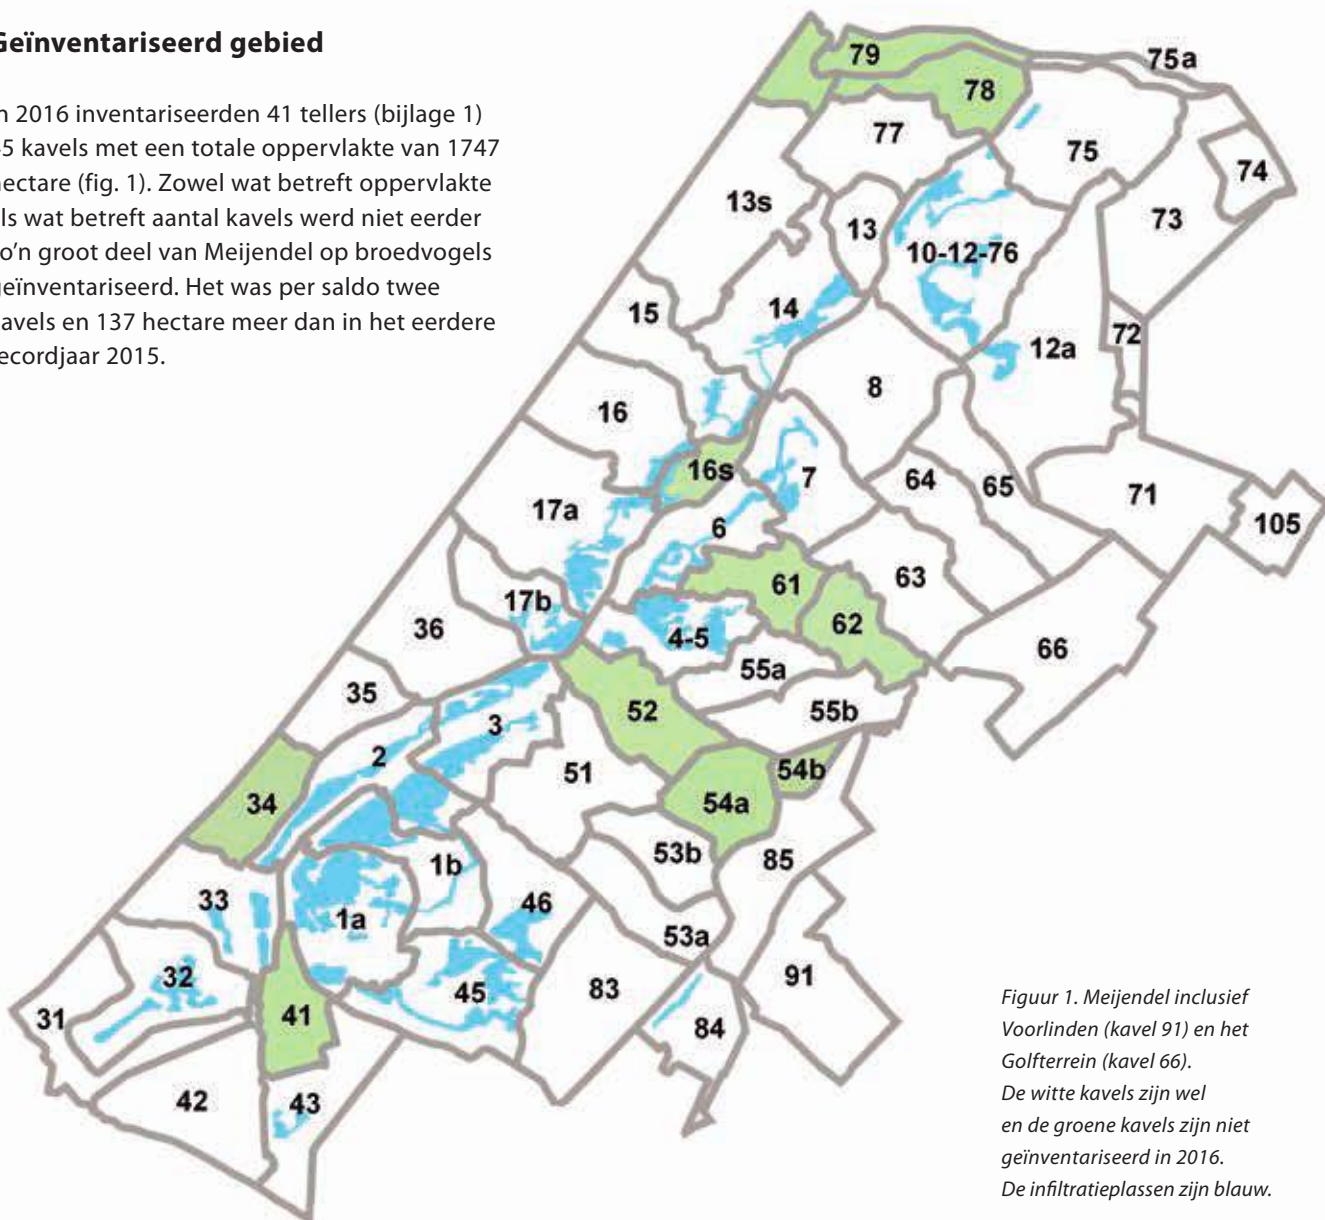 Geïnventariseerd gebied
n 2016 inventariseerden 41 tellers (bijlage 1)
5 kavels met een totale oppervlakte van 1747
hectare (fig. 1). Zowel wat betreft oppervlakte
ls wat betreft aantal kavels werd niet eerder
o'n groot deel van Meijendel op broedvogels
geïnventariseerd. Het was per saldo twee
avels en 137 hectare meer dan in het eerdere
ecordjaar 2015.
79
75a
78
77
75
74
13s
13
73
10-12-76
15
14
72
12a
8
16
16s
7
64
65
71
17a
6
105
61
63
17b
62
36
4-5
66
55a
35
52
55b
3
2
51
54b
34
54a
53b
85
1b
33
46
1a
53a
32
91
45
83
31
41
84
42
43
Figuur 1. Meijendel inclusief
Voorlinden (kavel 91) en het
Golfterrein (kavel 66).
De witte kavels zijn wel
en de groene kavels zijn niet
geïnventariseerd in 2016.
De infiltratieplassen zijn blauw.